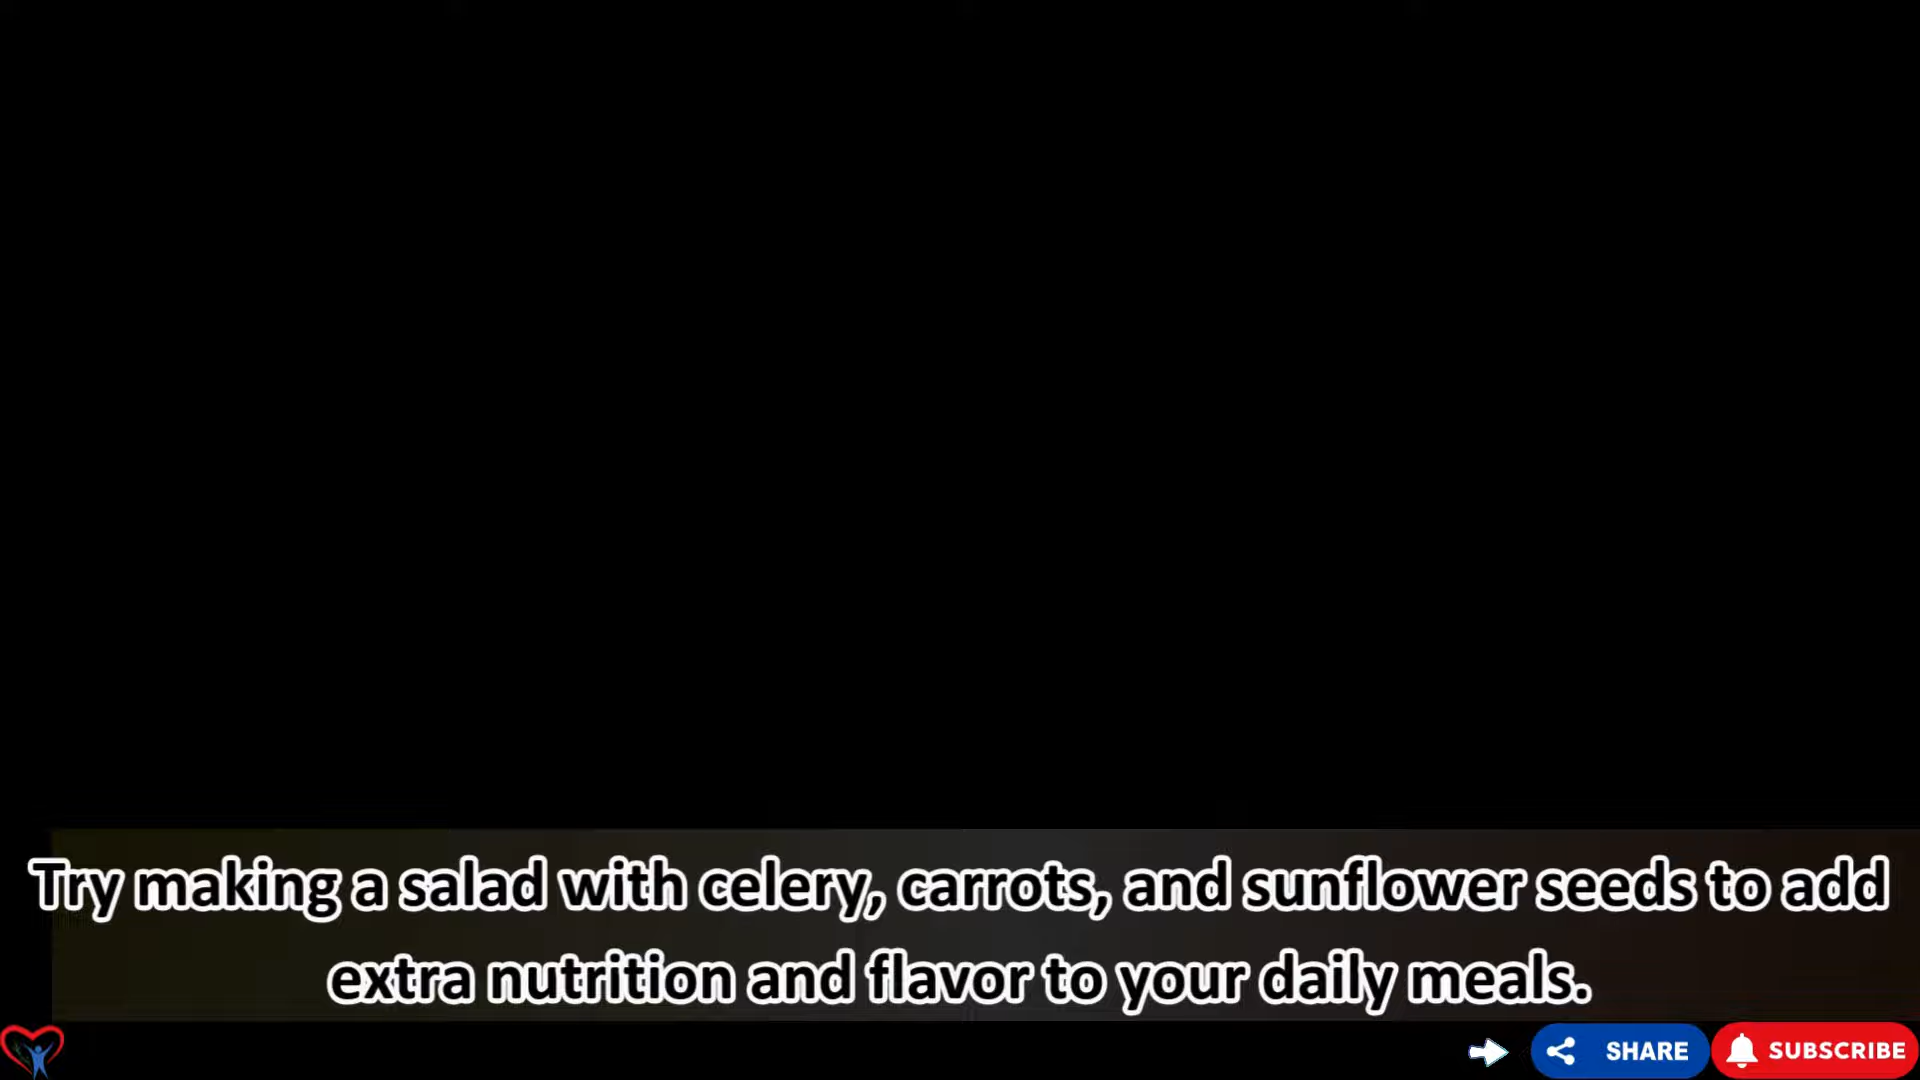 Try making a salad with celery, carrots, and sunflower seeds to add
extra nutrition and flavor to your daily meals.
SHARE
SUBSCRIBE